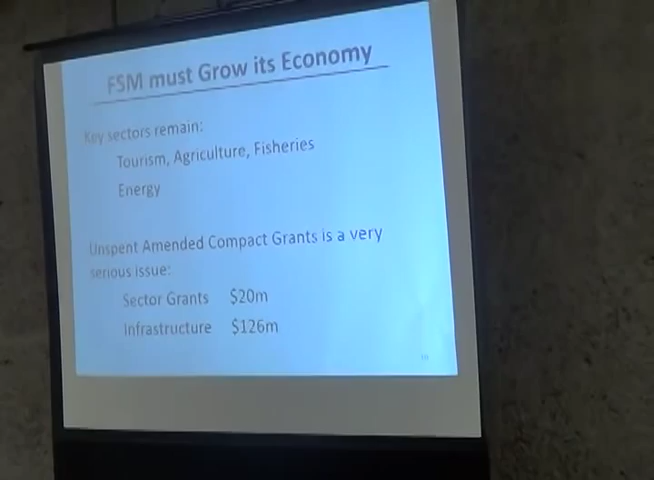 FSM must Grow its Economy
Key sectors remain:
Tourism, Agriculture, Fisheries
Energy
Unspent Amended Compact Grants is a very
serious issue:
Sector Grants $20m
Infrastructure $126m